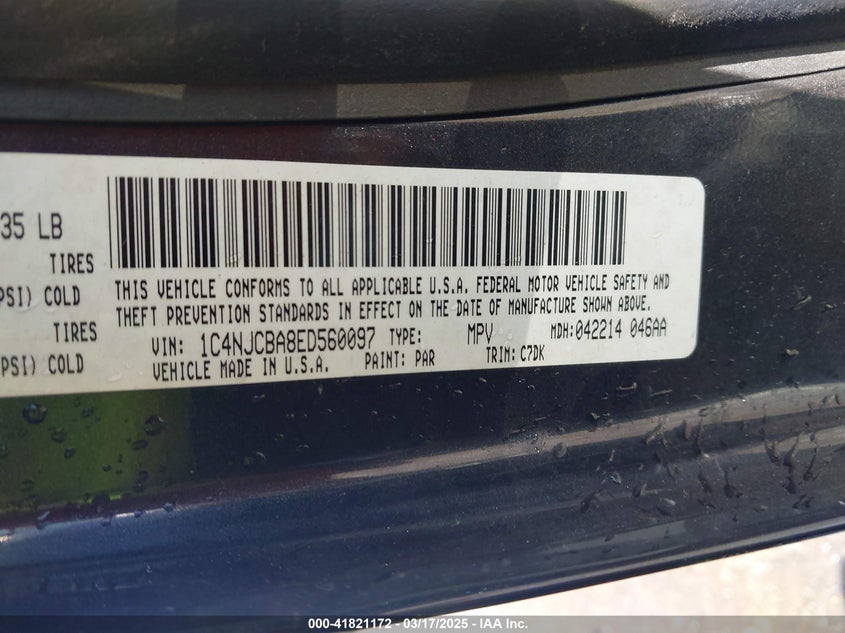 35 LB
TIRES
PSI) COLD
TIRES
PSI) COLD
THIS VEHICLE CONFORMS TO ALL APPLICABLE U.S.A. FEDERAL MOTOR VEHICLE SAFETY AND
THEFT PREVENTION STANDARDS IN EFFECT ON THE DATE OF MANUFACTURE SHOWN ABOVE.
VIN: 1C4NJCBA8ED560097 TYPE: MPV MDH:042214 046AA
VEHICLE MADE IN U.S.A. PAINT: PAR TRIM: C7DK
000-41821172 - 03/17/2025 - IAA Inc.